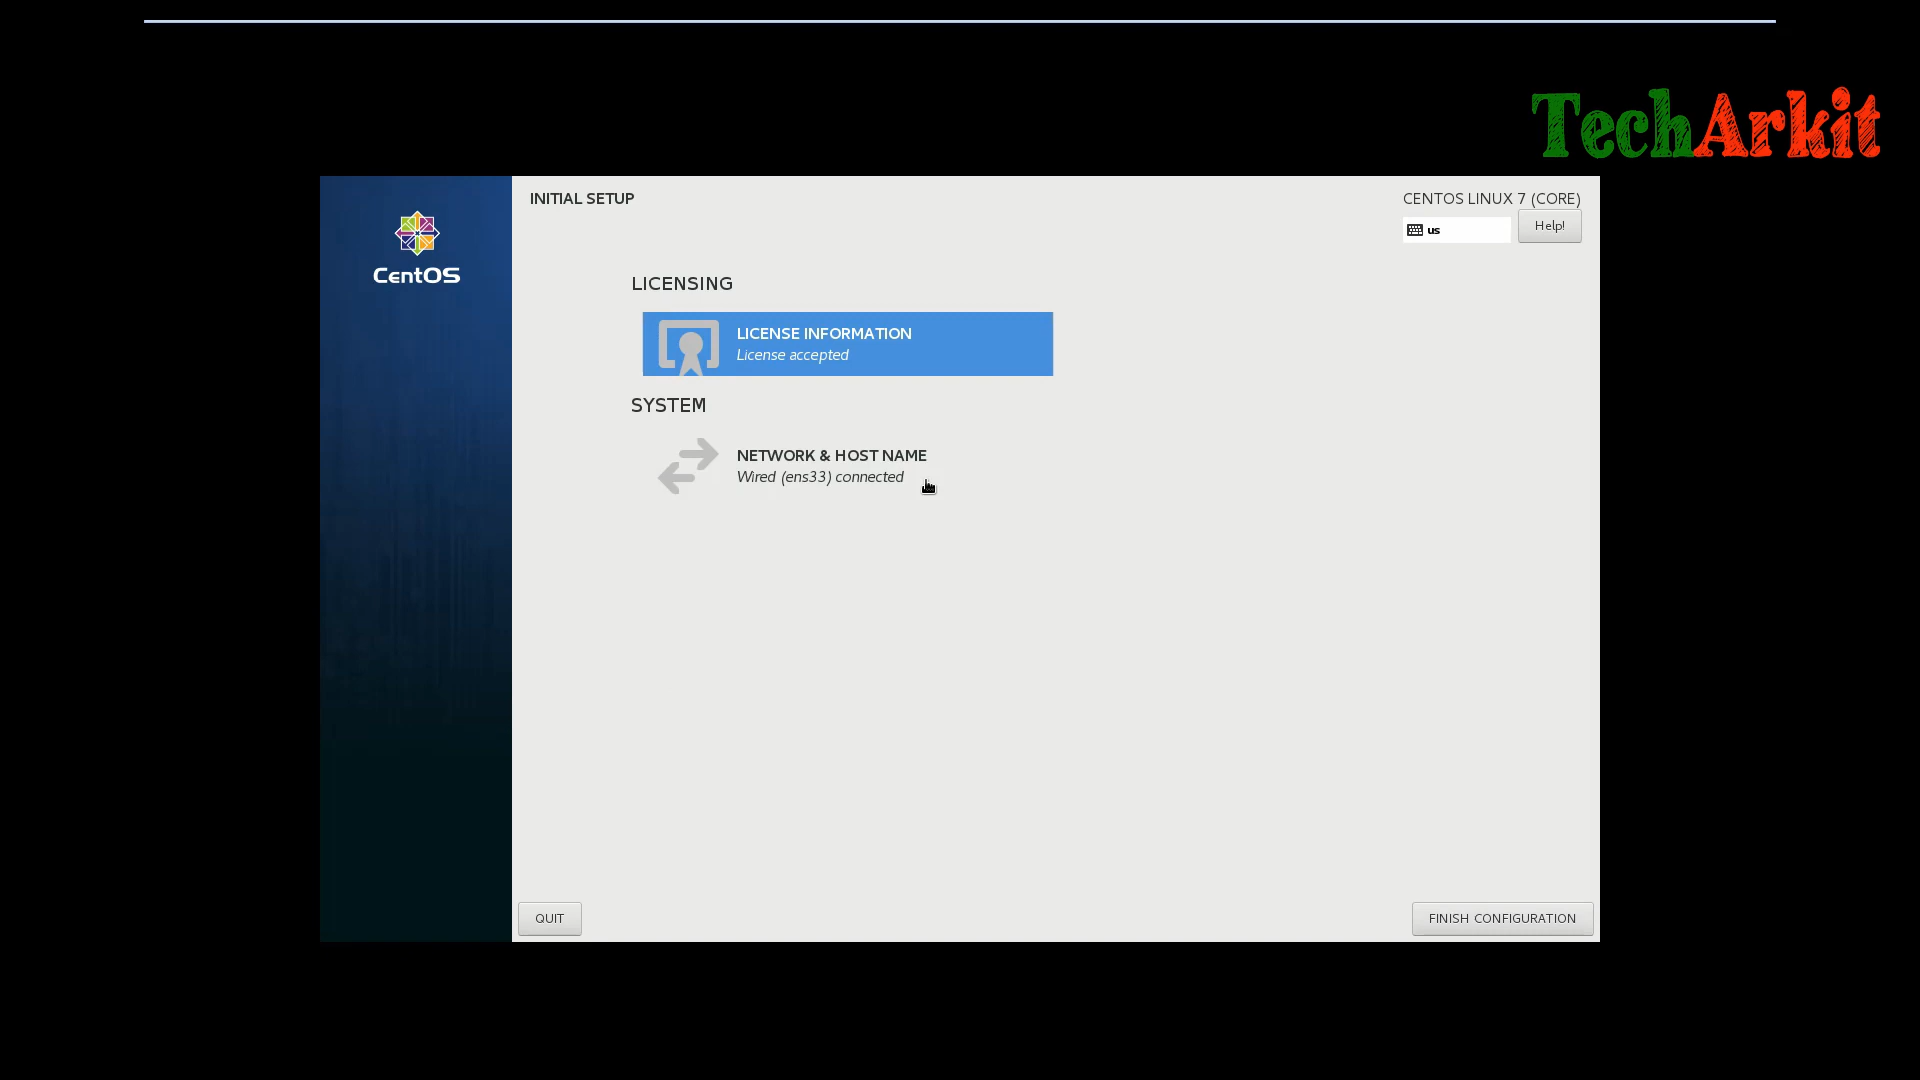 TechArkit
INITIAL SETUP
CENTOS LINUX 7 (CORE)
us
Help!
CentOS
LICENSING
LICENSE INFORMATION
License accepted
SYSTEM
NETWORK & HOST NAME
Wired (ens33) connected
QUIT
FINISH CONFIGURATION